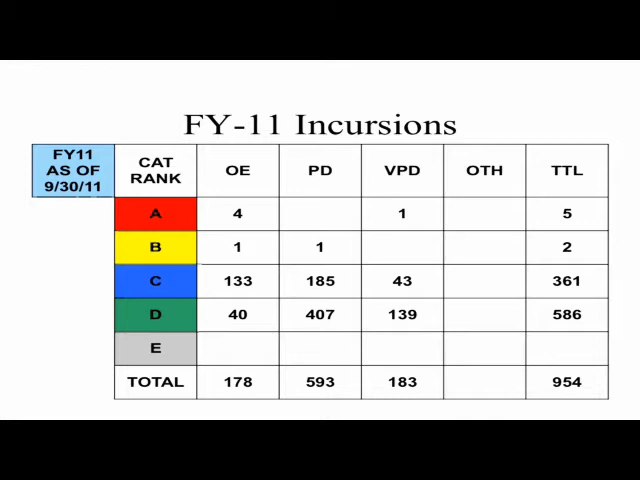 FY-11 Incursions
FY11
AS OF
9/30/11
CAT
RANK
OE
PD
VPD
OTH
TTL
A
4
1
5
B
1
1
2
C
133
185
43
361
D
40
407
139
586
E
TOTAL
178
593
183
954